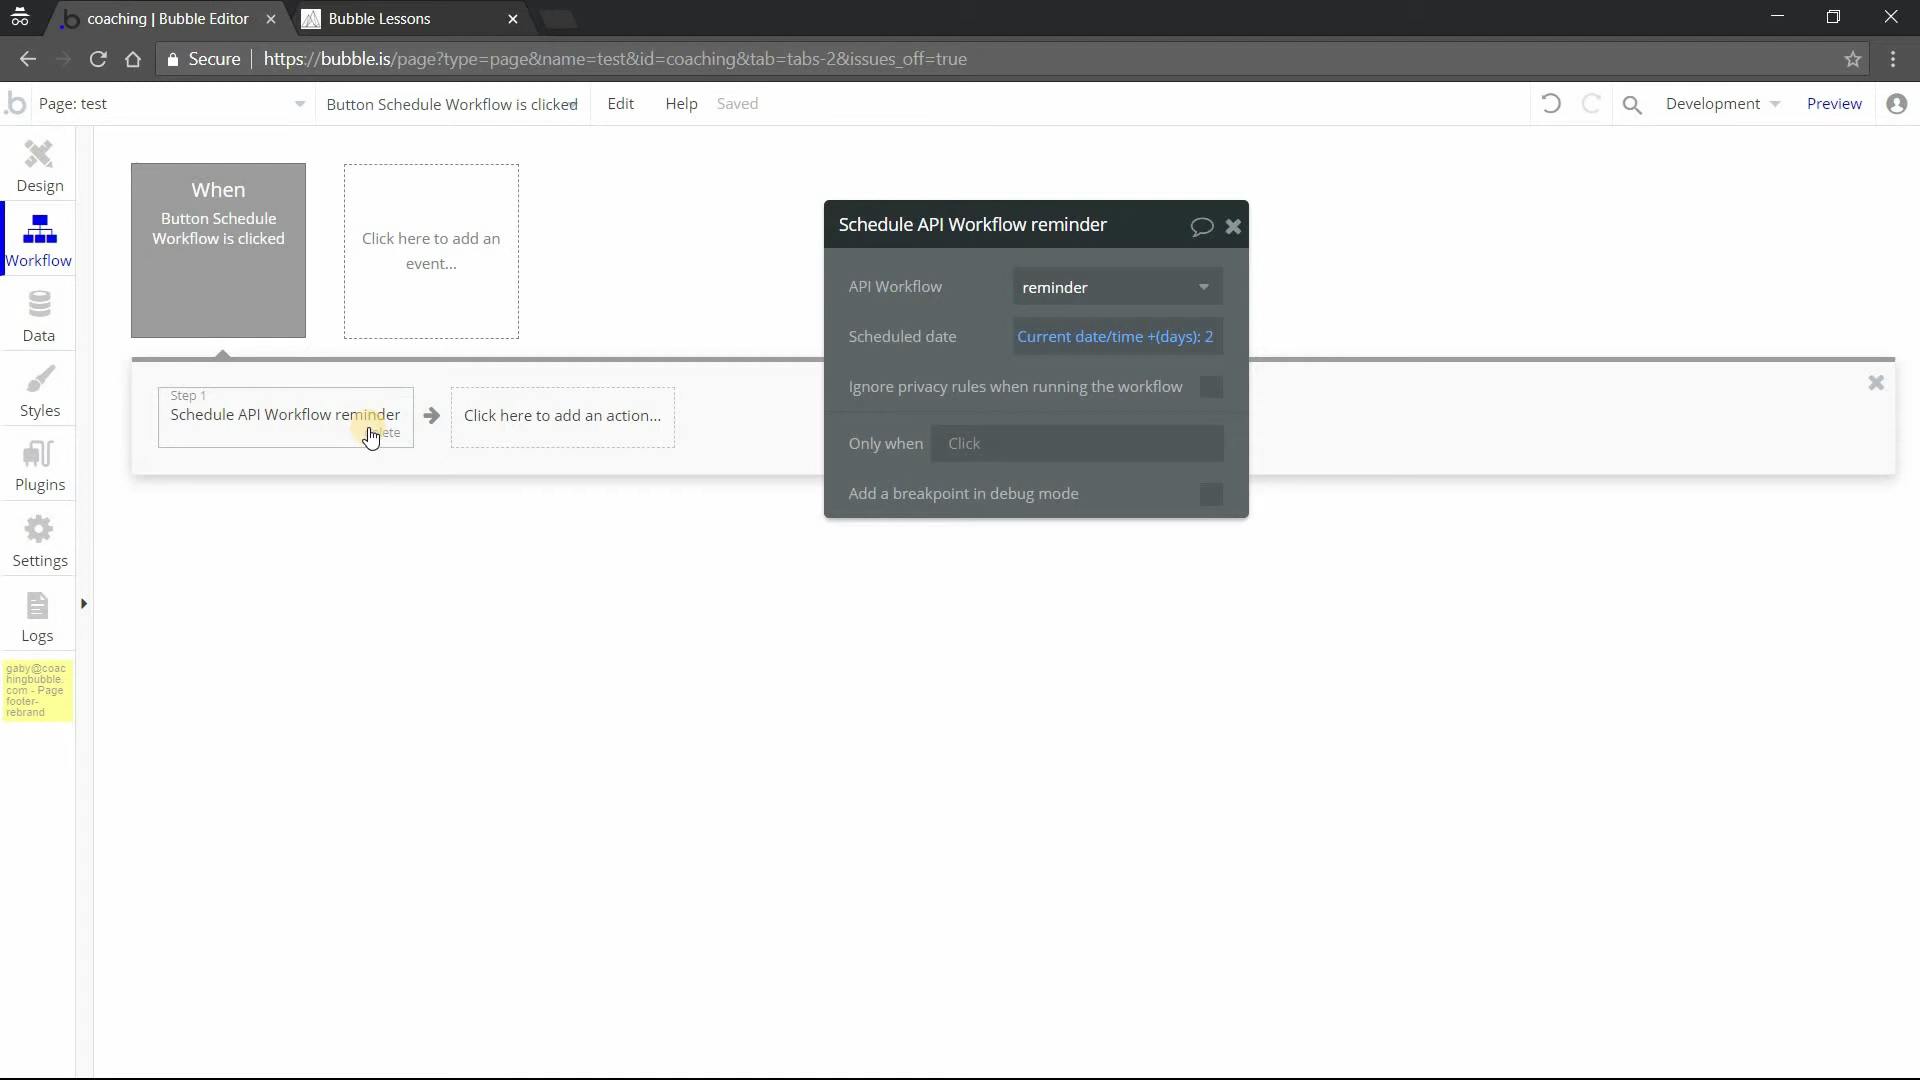 coaching | Bubble Editor
Bubble Lessons
Secure
https://bubble.is/page?type=page&name=test&id=coaching&tab=tabs-2&issues_off=true
Page: test
Button Schedule Workflow is clicked
Edit
Help
Saved
Development
Preview
Design
Workflow
Data
Styles
Plugins
Settings
Logs
gaby@coac
hingbubble.
com - Page
footer-
rebrand
When
Button Schedule
Workflow is clicked
Click here to add an
event...
Step 1
Schedule API Workflow reminder
Click here to add an action...
Schedule API Workflow reminder
API Workflow
reminder
Scheduled date
Current date/time +(days): 2
Ignore privacy rules when running the workflow
Only when
Click
Add a breakpoint in debug mode